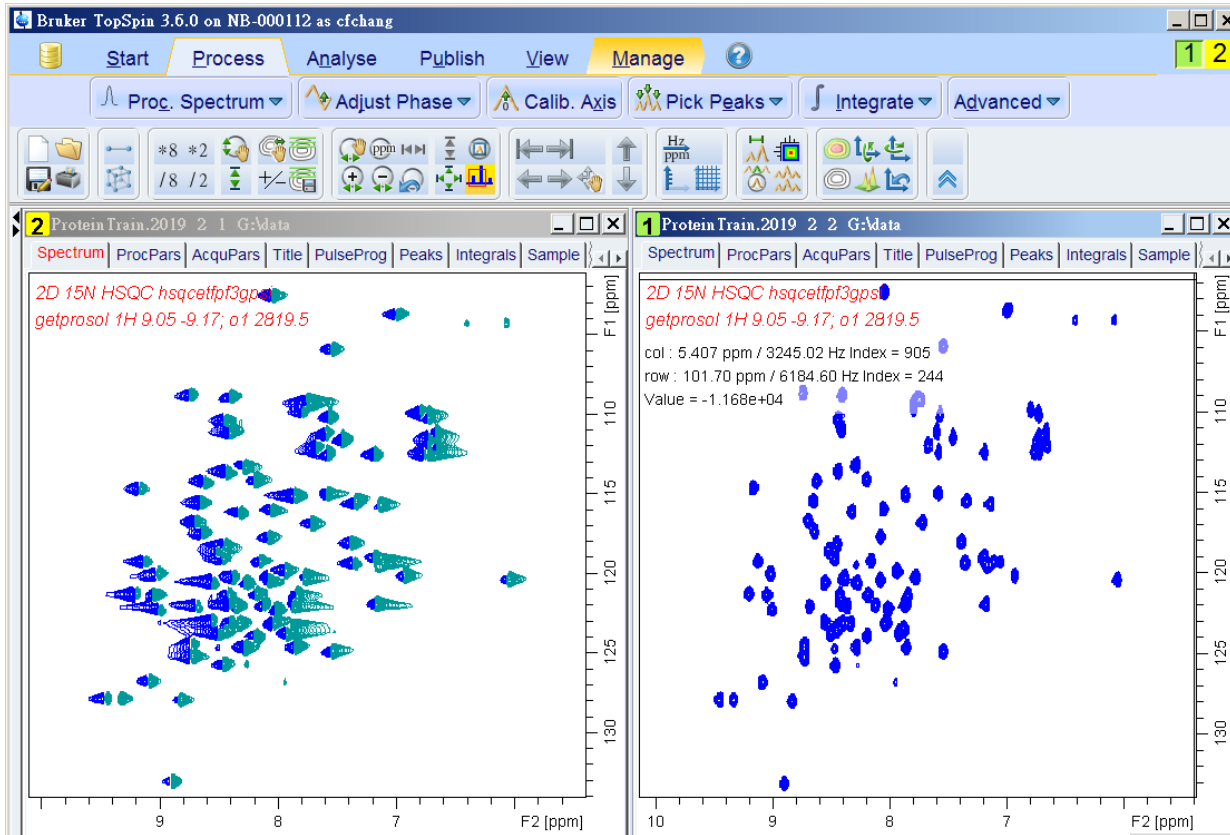 Bruker TopSpin 3.6.0 on NB-000112 as cfchang
Start Process Analyse Publish View Manage ? 1 2
Proc. Spectrum Adjust Phase Calib. Axis Pick Peaks Integrate Advanced
*8 *2 ppm Hz ppm
/8 /2 +/-
2 ProteinTrain.2019 2 1 G:\data
Spectrum ProcPars AcquPars Title PulseProg Peaks Integrals Sample
2D 15N HSQC hsqcetfpf3gpsi
getprosol 1H 9.05 -9.17; o1 2819.5
F1 [ppm]
110
115
120
125
130
9 8 7 F2 [ppm]
1 ProteinTrain.2019 2 2 G:\data
Spectrum ProcPars AcquPars Title PulseProg Peaks Integrals Sample
2D 15N HSQC hsqcetfpf3gpsi
getprosol 1H 9.05 -9.17; o1 2819.5
col : 5.407 ppm / 3245.02 Hz Index = 905
row : 101.70 ppm / 6184.60 Hz Index = 244
Value = -1.168e+04
F1 [ppm]
110
115
120
125
130
10 9 8 7 F2 [ppm]